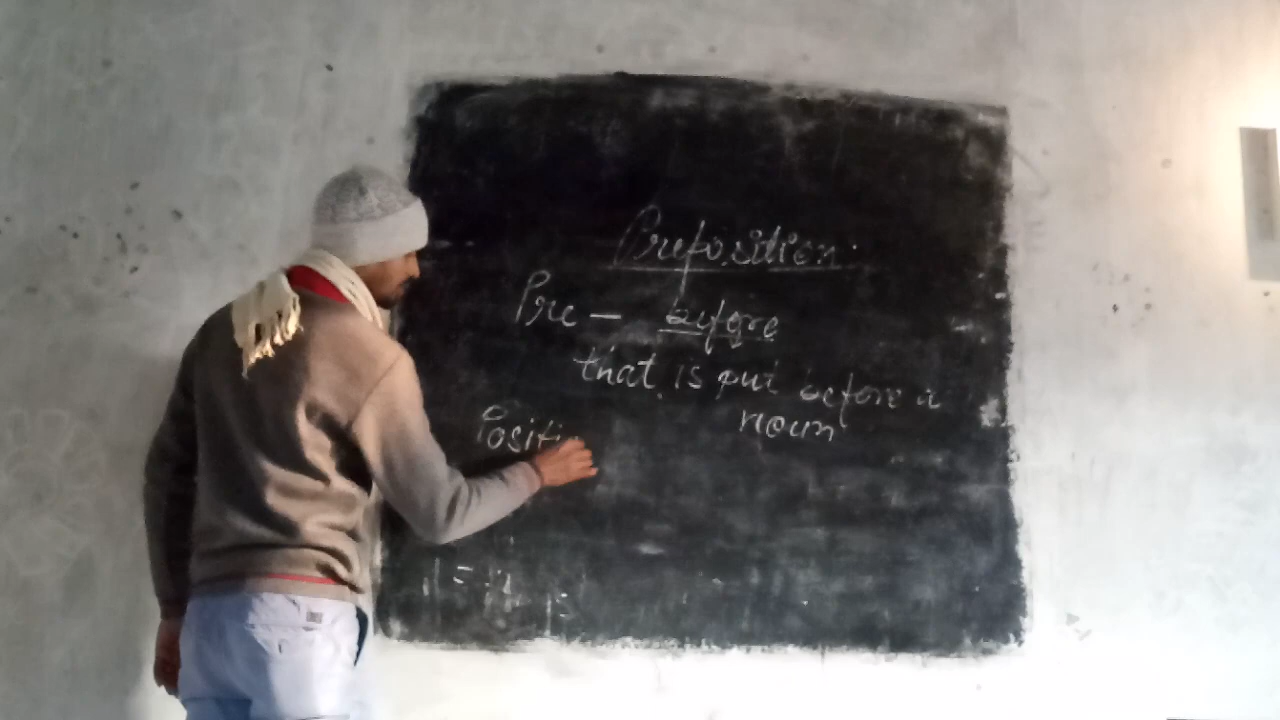 Preposition
Pre - before
that is put before a
noun
Positi